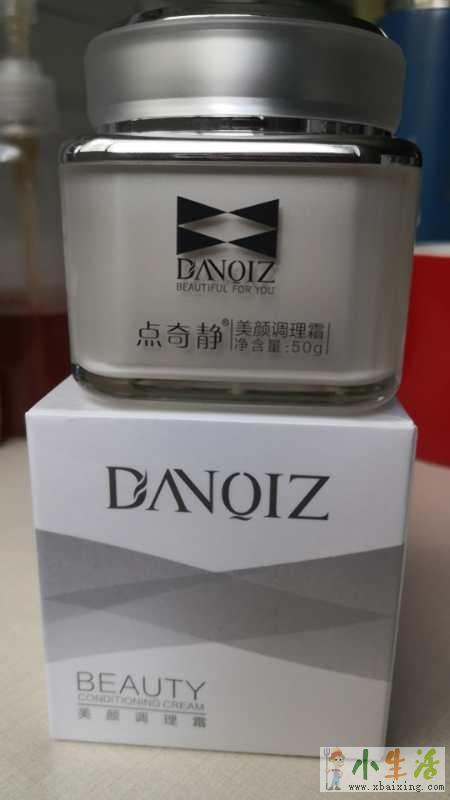 DANQIZ
BEAUTIFUL FOR YOU
点奇静® 美颜调理霜
净含量:50g
DANQIZ
BEAUTY
CONDITIONING CREAM
美颜调理霜
小生活
www.xbaixing.com